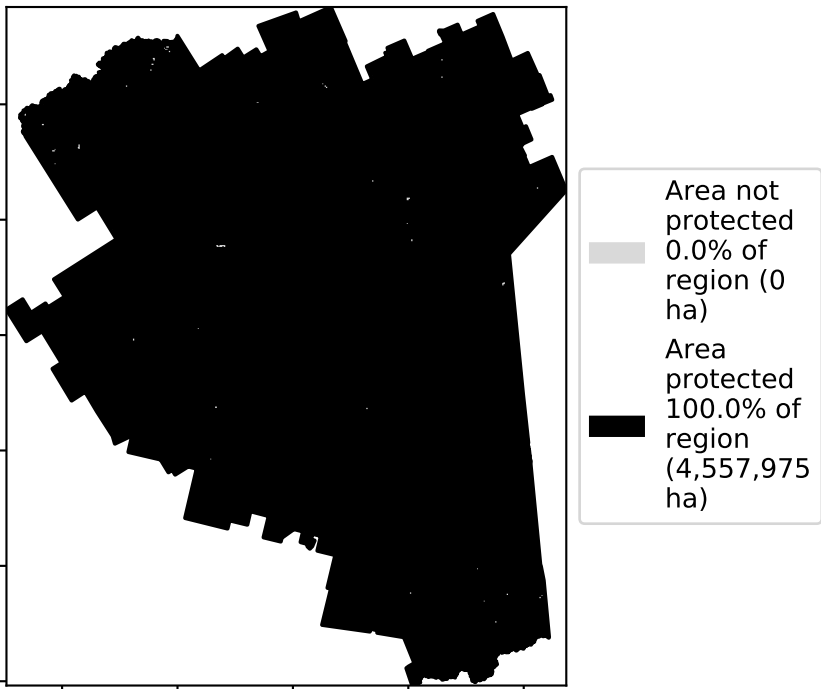 Area not
protected
0.0% of
region (0
ha)
Area
protected
100.0% of
region
(4,557,975
ha)